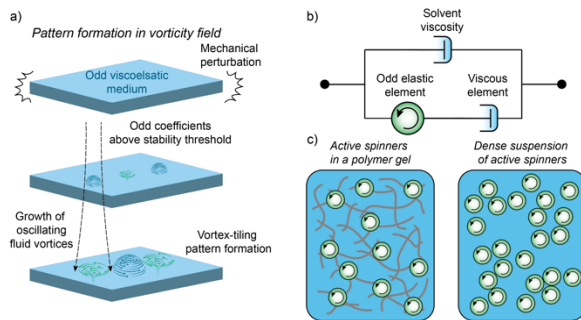 a)
Pattern formation in vorticity field
Mechanical
perturbation
Odd viscoelsatic
medium
Odd coefficients
above stability threshold
Growth of
oscillating
fluid vortices
Vortex-tiling
pattern formation
b)
Solvent
viscosity
Odd elastic
element
Viscous
element
c)
Active spinners
in a polymer gel
Dense suspension
of active spinners